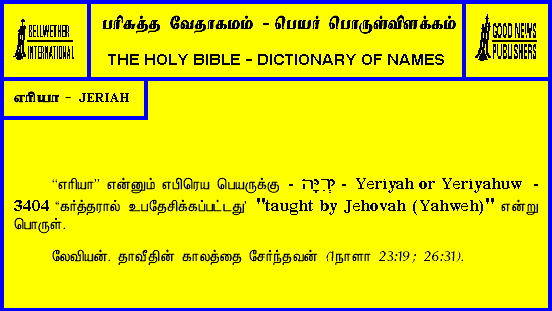 BELLWETHER
INTERNATIONAL
பரிசுத்த வேதாகமம் - பெயர் பொருள்விளக்கம்
THE HOLY BIBLE - DICTIONARY OF NAMES
GOOD NEWS
PUBLISHERS
எரியா - JERIAH
“எரியா” என்னும் எபிரெய பெயருக்கு - יְרִיָּה - Yeriyah or Yeriyahuw -
3404 “கர்த்தரால் உபதேசிக்கப்பட்டது’ "taught by Jehovah (Yahweh)" என்று
பொருள்.
லேவியன். தாவீதின் காலத்தை சேர்ந்தவன் (1நாளா 23:19 ; 26:31).